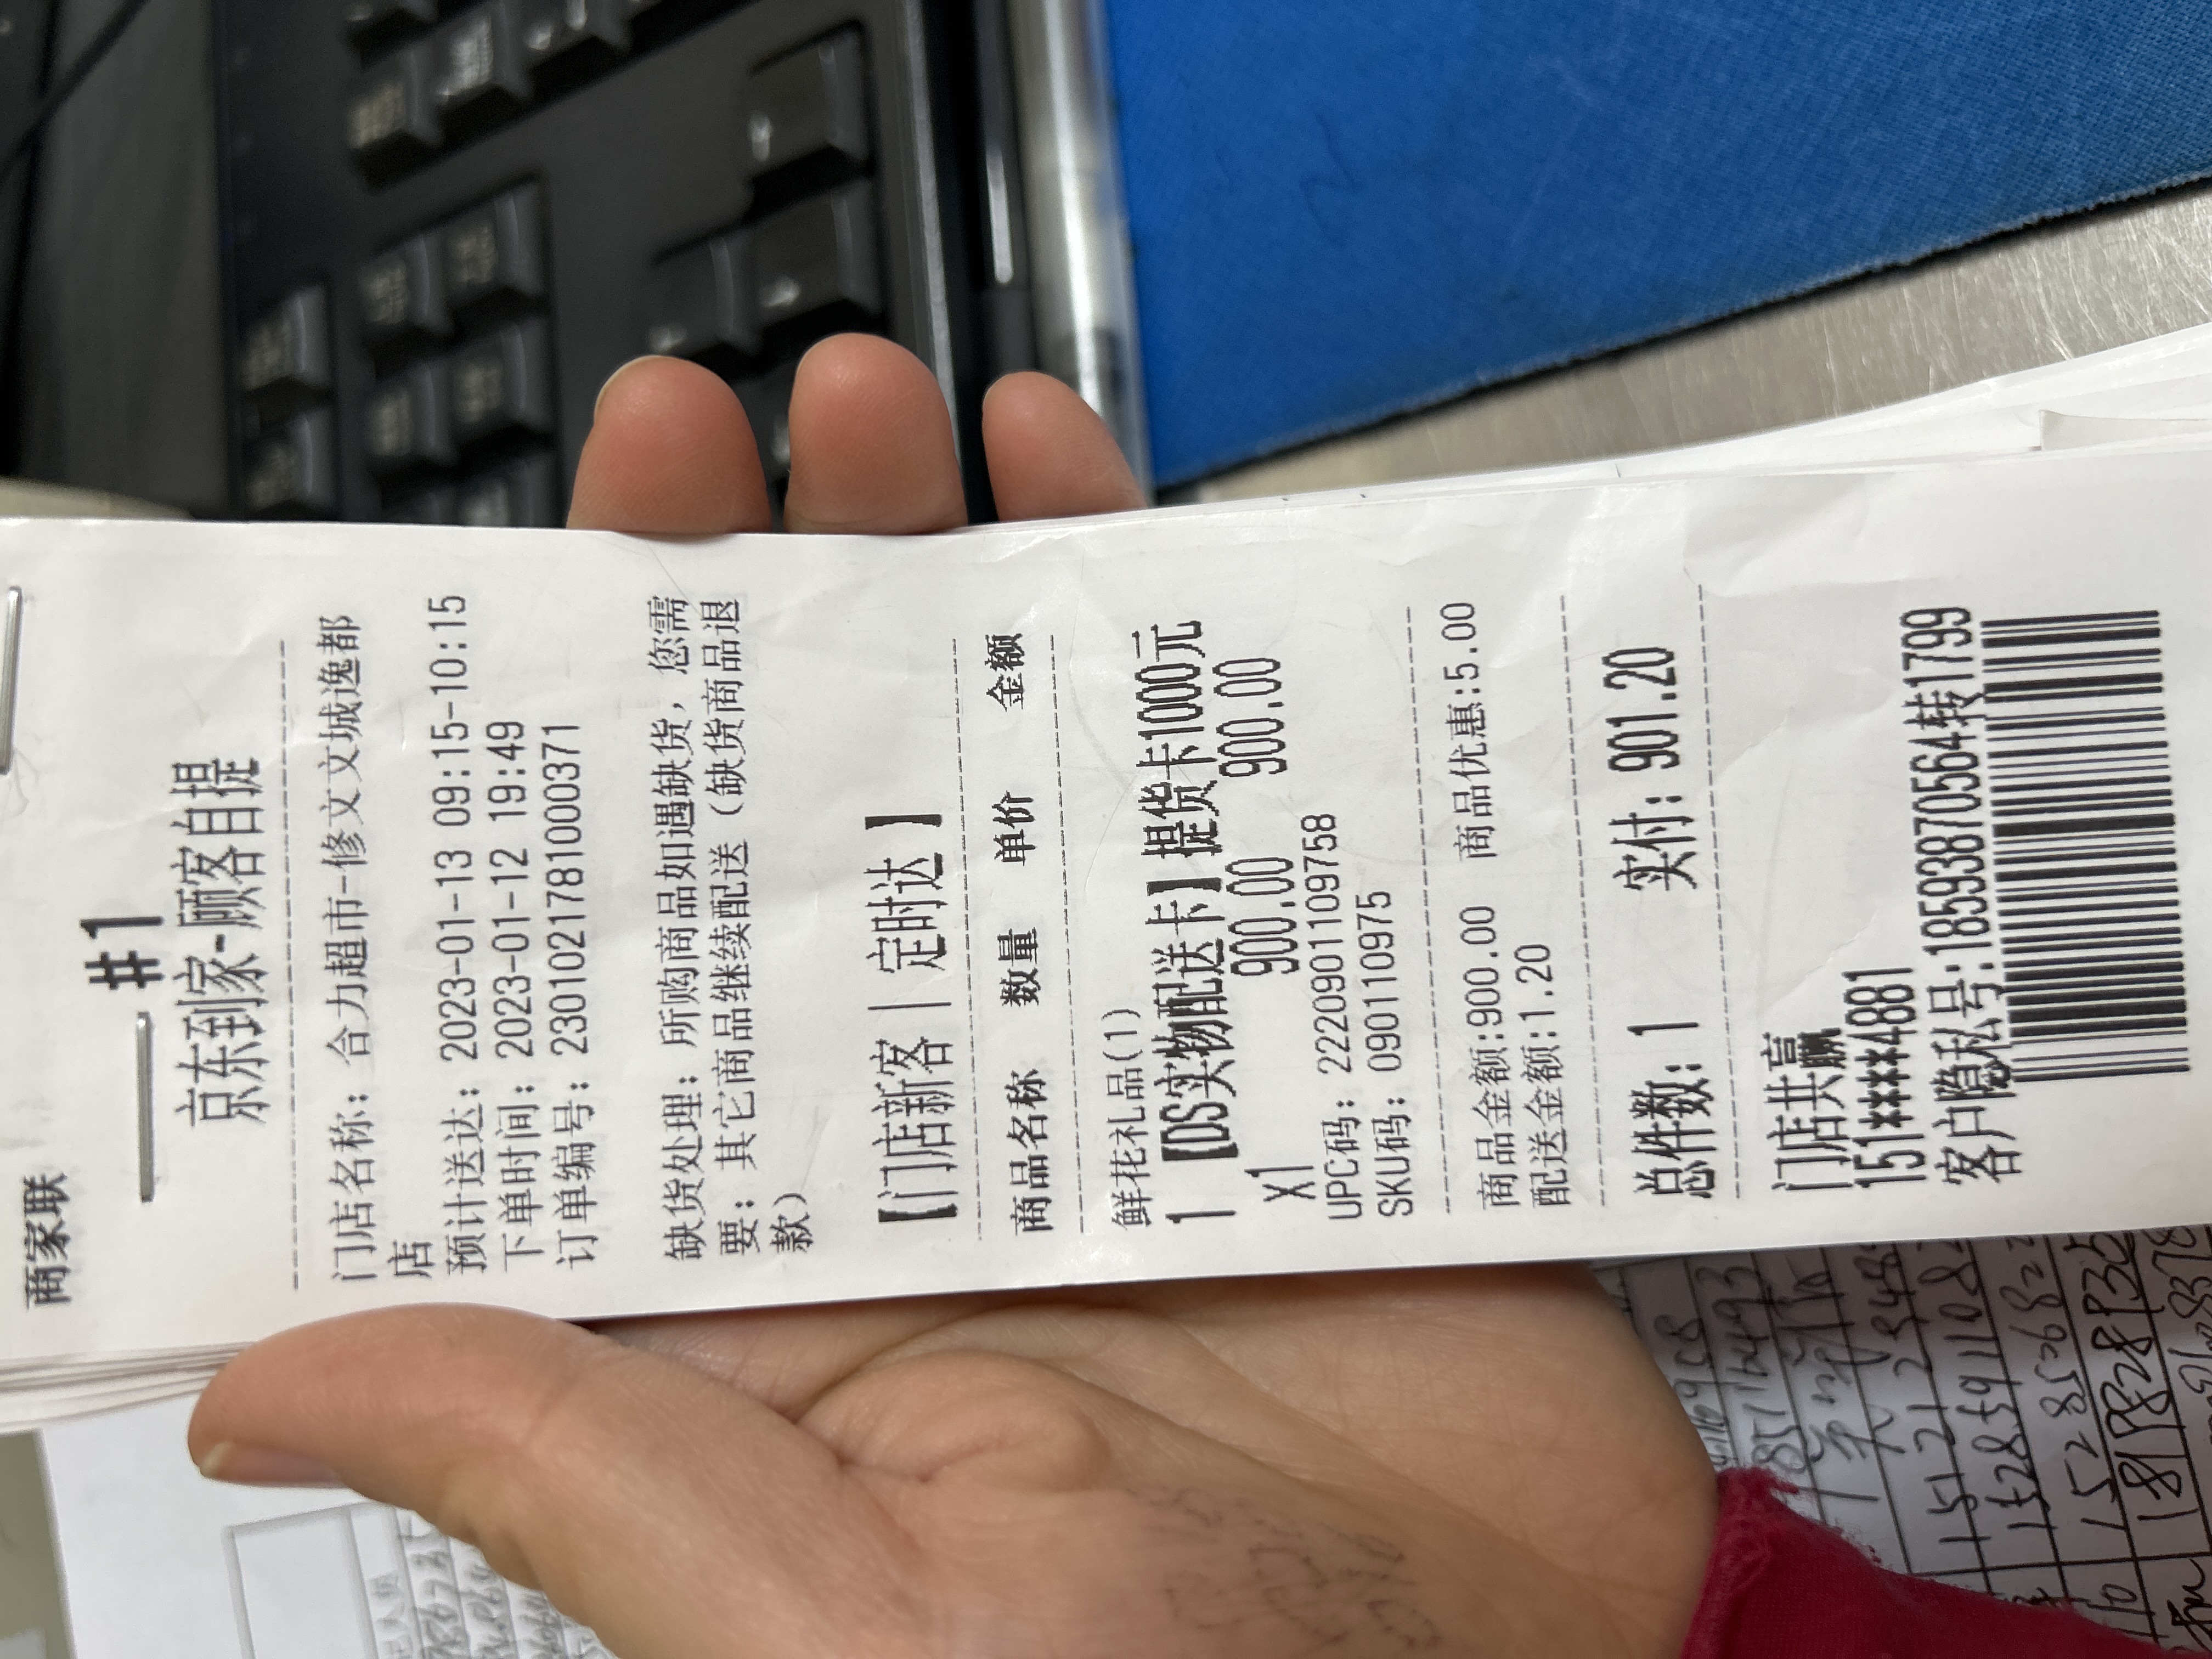 商家联
#1
京东到家-顾客自提
门店名称: 合力超市-修文文城逸都
店
预计送达: 2023-01-13 09:15-10:15
下单时间: 2023-01-12 19:49
订单编号: 2301021781000371
缺货处理: 所购商品如遇缺货, 您需
要: 其它商品继续配送 (缺货商品退
款)
【门店新客 | 定时达】
商品名称 数量 单价 金额
鲜花礼品(1)
1 【DS实物配送卡】提货卡1000元
x1 900.00 900.00
UPC码: 2220901109758
SKU码: 0901109975
商品金额:900.00 商品优惠:5.00
配送金额:1.20
总件数: 1 实付: 901.20
门店共赢
151****4881
客户隐私号:18593870564转1799